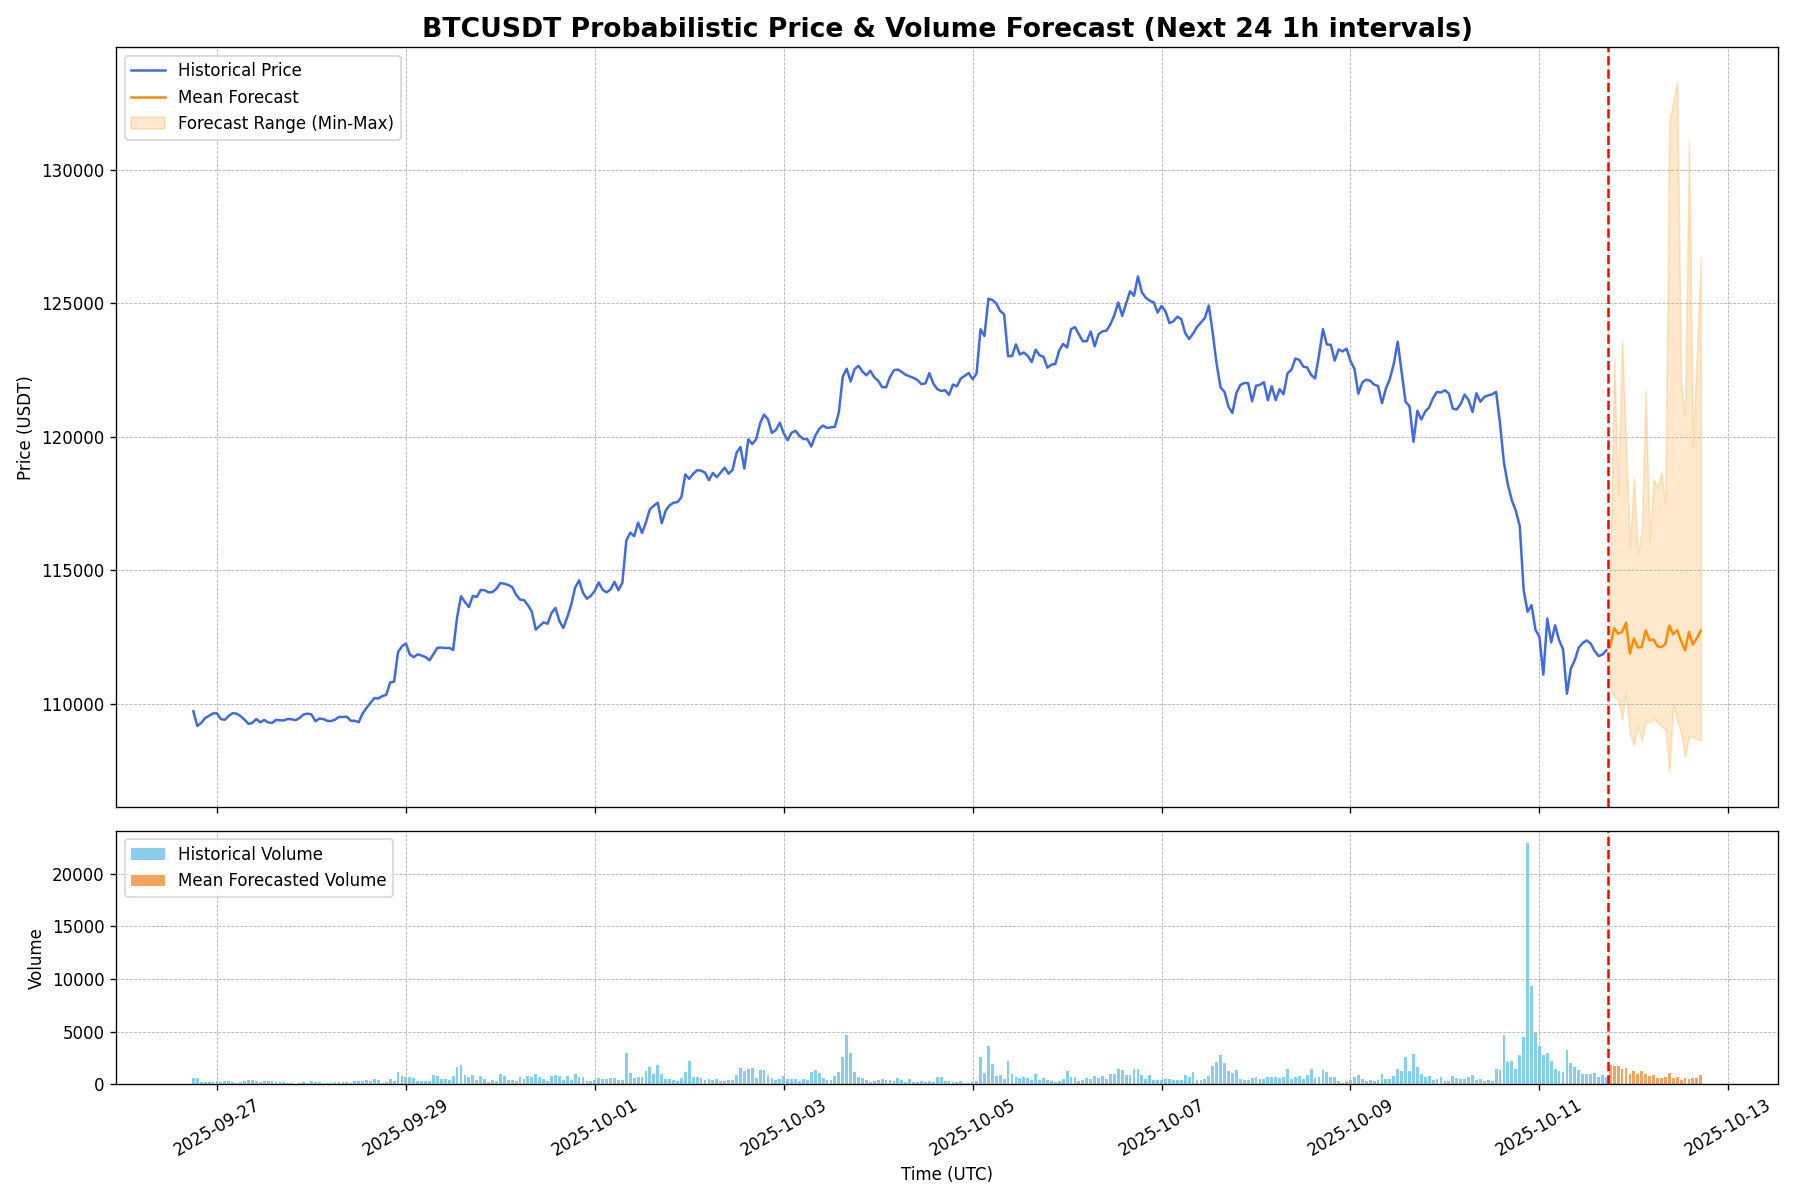 BTCUSDT Probabilistic Price & Volume Forecast (Next 24 1h intervals)
Historical Price
Mean Forecast
Forecast Range (Min-Max)
130000
125000
120000
115000
110000
Price (USDT)
Historical Volume
Mean Forecasted Volume
20000
15000
10000
5000
0
Volume
2025-09-27
2025-09-29
2025-10-01
2025-10-03
2025-10-05
2025-10-07
2025-10-09
2025-10-11
2025-10-13
Time (UTC)